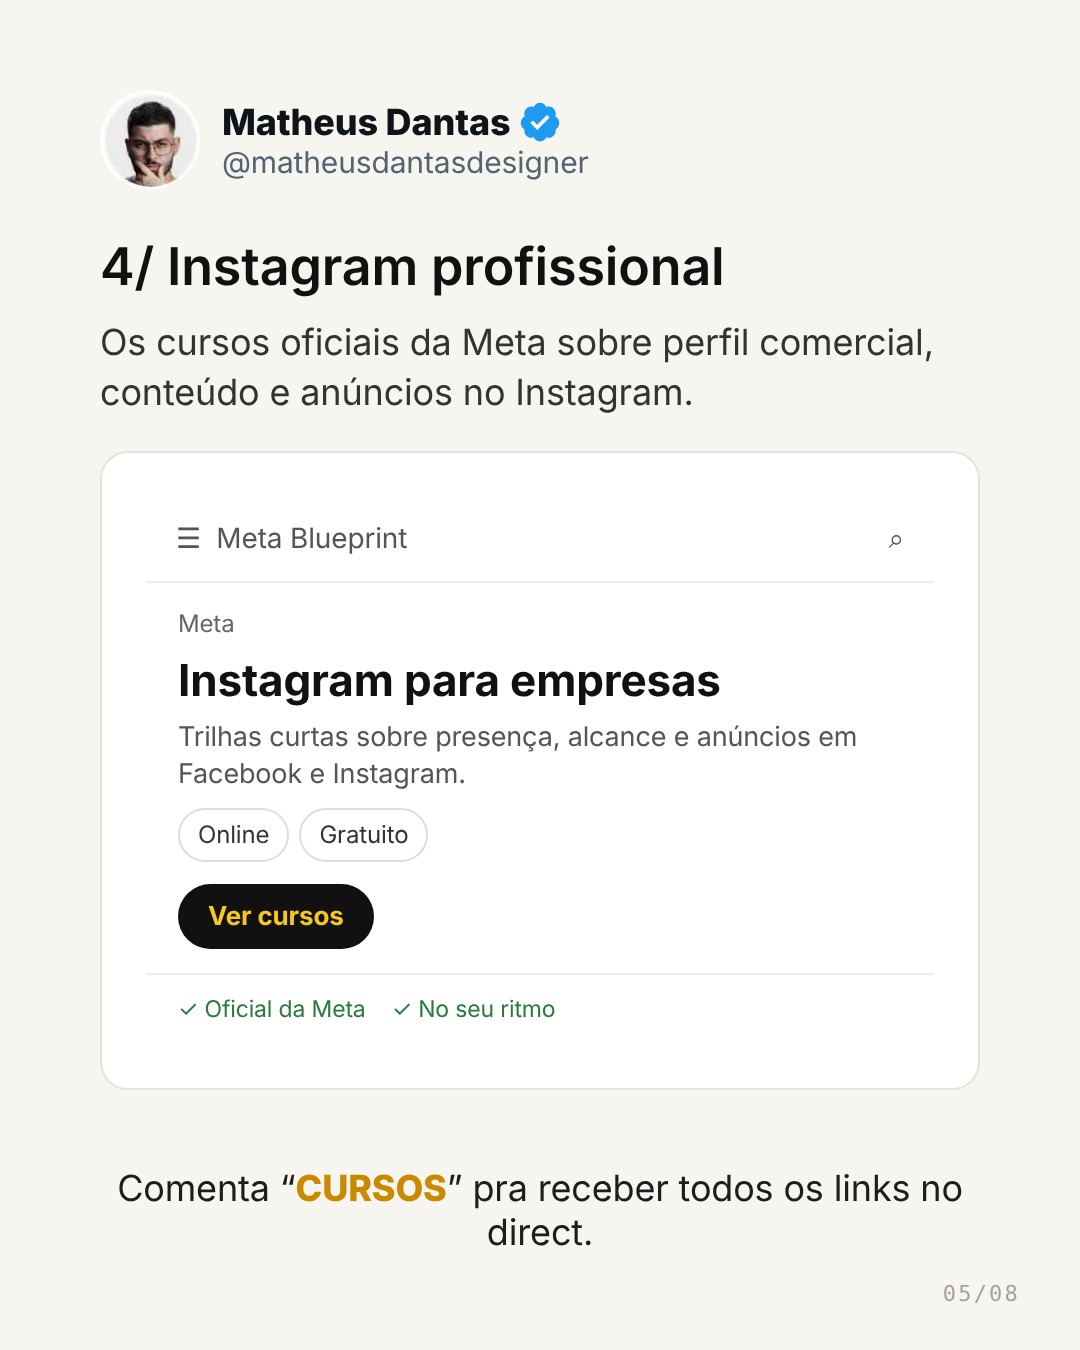 Matheus Dantas
@matheusdantasdesigner
4/ Instagram profissional
Os cursos oficiais da Meta sobre perfil comercial,
conteúdo e anúncios no Instagram.
☰ Meta Blueprint ⌕
Meta
Instagram para empresas
Trilhas curtas sobre presença, alcance e anúncios em
Facebook e Instagram.
Online Gratuito
Ver cursos
✓ Oficial da Meta ✓ No seu ritmo
Comenta “CURSOS” pra receber todos os links no
direct.
05/08